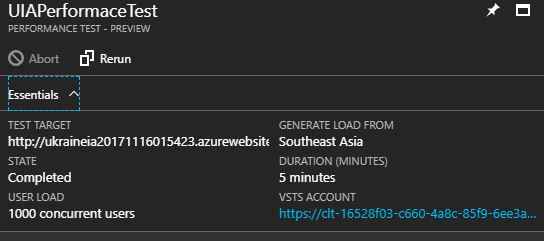 UIAPerformaceTest
PERFORMANCE TEST - PREVIEW
Abort Rerun
Essentials
TEST TARGET GENERATE LOAD FROM
http://ukraineia20171116015423.azurewebsite Southeast Asia
STATE DURATION (MINUTES)
Completed 5 minutes
USER LOAD VSTS ACCOUNT
1000 concurrent users https://clt-16528f03-c660-4a8c-85f9-6ee3a...